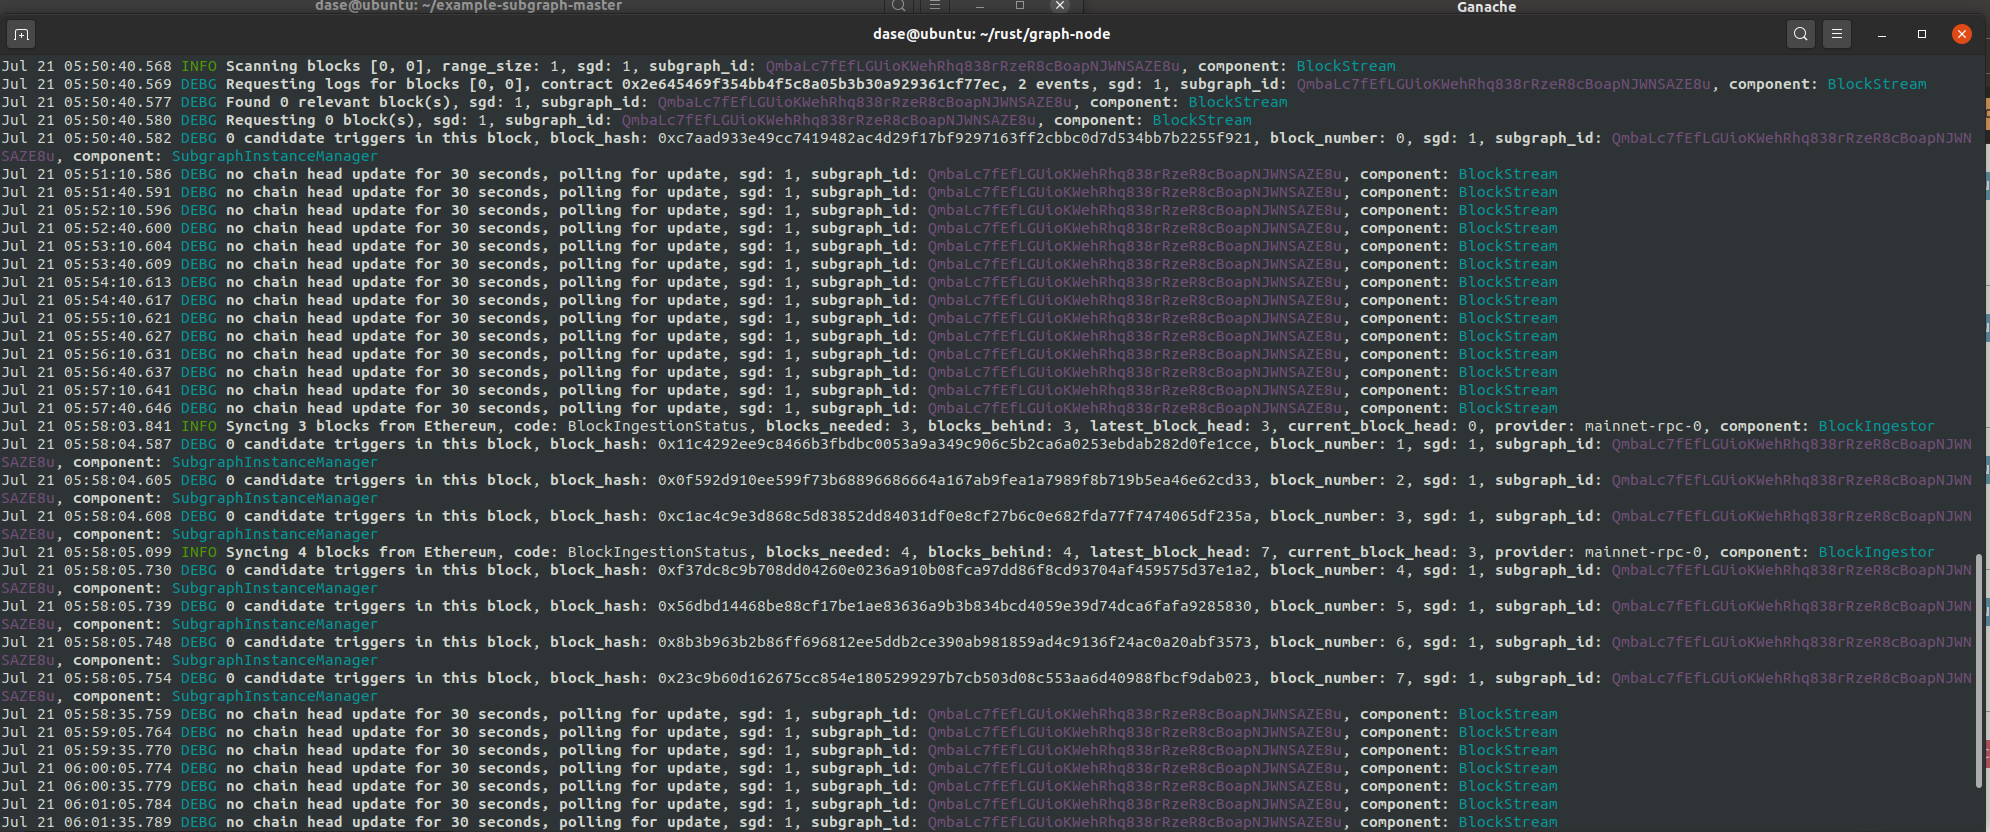 dase@ubuntu: ~/example-subgraph-master
Ganache
dase@ubuntu: ~/rust/graph-node
Jul 21 05:50:40.568 INFO Scanning blocks [0, 0], range_size: 1, sgd: 1, subgraph_id: QmbaLc7fEfLGUioKWehRhq838rRzeR8cBoapNJWNSAZE8u, component: BlockStream
Jul 21 05:50:40.569 DEBG Requesting logs for blocks [0, 0], contract 0x2e645469f354bb4f5c8a05b3b30a929361cf77ec, 2 events, sgd: 1, subgraph_id: QmbaLc7fEfLGUioKWehRhq838rRzeR8cBoapNJWNSAZE8u, component: BlockStream
Jul 21 05:50:40.577 DEBG Found 0 relevant block(s), sgd: 1, subgraph_id: QmbaLc7fEfLGUioKWehRhq838rRzeR8cBoapNJWNSAZE8u, component: BlockStream
Jul 21 05:50:40.580 DEBG Requesting 0 block(s), sgd: 1, subgraph_id: QmbaLc7fEfLGUioKWehRhq838rRzeR8cBoapNJWNSAZE8u, component: BlockStream
Jul 21 05:50:40.582 DEBG 0 candidate triggers in this block, block_hash: 0xc7aad933e49cc7419482ac4d29f17bf9297163ff2cbbc0d7d534bb7b2255f921, block_number: 0, sgd: 1, subgraph_id: QmbaLc7fEfLGUioKWehRhq838rRzeR8cBoapNJWN
SAZE8u, component: SubgraphInstanceManager
Jul 21 05:51:10.586 DEBG no chain head update for 30 seconds, polling for update, sgd: 1, subgraph_id: QmbaLc7fEfLGUioKWehRhq838rRzeR8cBoapNJWNSAZE8u, component: BlockStream
Jul 21 05:51:40.591 DEBG no chain head update for 30 seconds, polling for update, sgd: 1, subgraph_id: QmbaLc7fEfLGUioKWehRhq838rRzeR8cBoapNJWNSAZE8u, component: BlockStream
Jul 21 05:52:10.596 DEBG no chain head update for 30 seconds, polling for update, sgd: 1, subgraph_id: QmbaLc7fEfLGUioKWehRhq838rRzeR8cBoapNJWNSAZE8u, component: BlockStream
Jul 21 05:52:40.600 DEBG no chain head update for 30 seconds, polling for update, sgd: 1, subgraph_id: QmbaLc7fEfLGUioKWehRhq838rRzeR8cBoapNJWNSAZE8u, component: BlockStream
Jul 21 05:53:10.604 DEBG no chain head update for 30 seconds, polling for update, sgd: 1, subgraph_id: QmbaLc7fEfLGUioKWehRhq838rRzeR8cBoapNJWNSAZE8u, component: BlockStream
Jul 21 05:53:40.609 DEBG no chain head update for 30 seconds, polling for update, sgd: 1, subgraph_id: QmbaLc7fEfLGUioKWehRhq838rRzeR8cBoapNJWNSAZE8u, component: BlockStream
Jul 21 05:54:10.613 DEBG no chain head update for 30 seconds, polling for update, sgd: 1, subgraph_id: QmbaLc7fEfLGUioKWehRhq838rRzeR8cBoapNJWNSAZE8u, component: BlockStream
Jul 21 05:54:40.617 DEBG no chain head update for 30 seconds, polling for update, sgd: 1, subgraph_id: QmbaLc7fEfLGUioKWehRhq838rRzeR8cBoapNJWNSAZE8u, component: BlockStream
Jul 21 05:55:10.621 DEBG no chain head update for 30 seconds, polling for update, sgd: 1, subgraph_id: QmbaLc7fEfLGUioKWehRhq838rRzeR8cBoapNJWNSAZE8u, component: BlockStream
Jul 21 05:55:40.627 DEBG no chain head update for 30 seconds, polling for update, sgd: 1, subgraph_id: QmbaLc7fEfLGUioKWehRhq838rRzeR8cBoapNJWNSAZE8u, component: BlockStream
Jul 21 05:56:10.631 DEBG no chain head update for 30 seconds, polling for update, sgd: 1, subgraph_id: QmbaLc7fEfLGUioKWehRhq838rRzeR8cBoapNJWNSAZE8u, component: BlockStream
Jul 21 05:56:40.637 DEBG no chain head update for 30 seconds, polling for update, sgd: 1, subgraph_id: QmbaLc7fEfLGUioKWehRhq838rRzeR8cBoapNJWNSAZE8u, component: BlockStream
Jul 21 05:57:10.641 DEBG no chain head update for 30 seconds, polling for update, sgd: 1, subgraph_id: QmbaLc7fEfLGUioKWehRhq838rRzeR8cBoapNJWNSAZE8u, component: BlockStream
Jul 21 05:57:40.646 DEBG no chain head update for 30 seconds, polling for update, sgd: 1, subgraph_id: QmbaLc7fEfLGUioKWehRhq838rRzeR8cBoapNJWNSAZE8u, component: BlockStream
Jul 21 05:58:03.841 INFO Syncing 3 blocks from Ethereum, code: BlockIngestionStatus, blocks_needed: 3, blocks_behind: 3, latest_block_head: 3, current_block_head: 0, provider: mainnet-rpc-0, component: BlockIngestor
Jul 21 05:58:04.587 DEBG 0 candidate triggers in this block, block_hash: 0x11c4292ee9c8466b3fbdbc0053a9a349c906c5b2ca6a0253ebdab282d0fe1cce, block_number: 1, sgd: 1, subgraph_id: QmbaLc7fEfLGUioKWehRhq838rRzeR8cBoapNJWN
SAZE8u, component: SubgraphInstanceManager
Jul 21 05:58:04.605 DEBG 0 candidate triggers in this block, block_hash: 0x0f592d910ee599f73b68896686664a167ab9fea1a7989f8b719b5ea46e62cd33, block_number: 2, sgd: 1, subgraph_id: QmbaLc7fEfLGUioKWehRhq838rRzeR8cBoapNJWN
SAZE8u, component: SubgraphInstanceManager
Jul 21 05:58:04.608 DEBG 0 candidate triggers in this block, block_hash: 0xc1ac4c9e3d868c5d83852dd84031df0e8cf27b6c0e682fda77f7474065df235a, block_number: 3, sgd: 1, subgraph_id: QmbaLc7fEfLGUioKWehRhq838rRzeR8cBoapNJWN
SAZE8u, component: SubgraphInstanceManager
Jul 21 05:58:05.099 INFO Syncing 4 blocks from Ethereum, code: BlockIngestionStatus, blocks_needed: 4, blocks_behind: 4, latest_block_head: 7, current_block_head: 3, provider: mainnet-rpc-0, component: BlockIngestor
Jul 21 05:58:05.730 DEBG 0 candidate triggers in this block, block_hash: 0xf37dc8c9b708dd04260e0236a910b08fca97dd86f8cd93704af459575d37e1a2, block_number: 4, sgd: 1, subgraph_id: QmbaLc7fEfLGUioKWehRhq838rRzeR8cBoapNJWN
SAZE8u, component: SubgraphInstanceManager
Jul 21 05:58:05.739 DEBG 0 candidate triggers in this block, block_hash: 0x56dbd14468be88cf17be1ae83636a9b3b834bcd4059e39d74dca6fafa9285830, block_number: 5, sgd: 1, subgraph_id: QmbaLc7fEfLGUioKWehRhq838rRzeR8cBoapNJWN
SAZE8u, component: SubgraphInstanceManager
Jul 21 05:58:05.748 DEBG 0 candidate triggers in this block, block_hash: 0x8b3b963b2b86ff696812ee5ddb2ce390ab981859ad4c9136f24ac0a20abf3573, block_number: 6, sgd: 1, subgraph_id: QmbaLc7fEfLGUioKWehRhq838rRzeR8cBoapNJWN
SAZE8u, component: SubgraphInstanceManager
Jul 21 05:58:05.754 DEBG 0 candidate triggers in this block, block_hash: 0x23c9b60d162675cc854e1805299297b7cb503d08c553aa6d40988fbcf9dab023, block_number: 7, sgd: 1, subgraph_id: QmbaLc7fEfLGUioKWehRhq838rRzeR8cBoapNJWN
SAZE8u, component: SubgraphInstanceManager
Jul 21 05:58:35.759 DEBG no chain head update for 30 seconds, polling for update, sgd: 1, subgraph_id: QmbaLc7fEfLGUioKWehRhq838rRzeR8cBoapNJWNSAZE8u, component: BlockStream
Jul 21 05:59:05.764 DEBG no chain head update for 30 seconds, polling for update, sgd: 1, subgraph_id: QmbaLc7fEfLGUioKWehRhq838rRzeR8cBoapNJWNSAZE8u, component: BlockStream
Jul 21 05:59:35.770 DEBG no chain head update for 30 seconds, polling for update, sgd: 1, subgraph_id: QmbaLc7fEfLGUioKWehRhq838rRzeR8cBoapNJWNSAZE8u, component: BlockStream
Jul 21 06:00:05.774 DEBG no chain head update for 30 seconds, polling for update, sgd: 1, subgraph_id: QmbaLc7fEfLGUioKWehRhq838rRzeR8cBoapNJWNSAZE8u, component: BlockStream
Jul 21 06:00:35.779 DEBG no chain head update for 30 seconds, polling for update, sgd: 1, subgraph_id: QmbaLc7fEfLGUioKWehRhq838rRzeR8cBoapNJWNSAZE8u, component: BlockStream
Jul 21 06:01:05.784 DEBG no chain head update for 30 seconds, polling for update, sgd: 1, subgraph_id: QmbaLc7fEfLGUioKWehRhq838rRzeR8cBoapNJWNSAZE8u, component: BlockStream
Jul 21 06:01:35.789 DEBG no chain head update for 30 seconds, polling for update, sgd: 1, subgraph_id: QmbaLc7fEfLGUioKWehRhq838rRzeR8cBoapNJWNSAZE8u, component: BlockStream